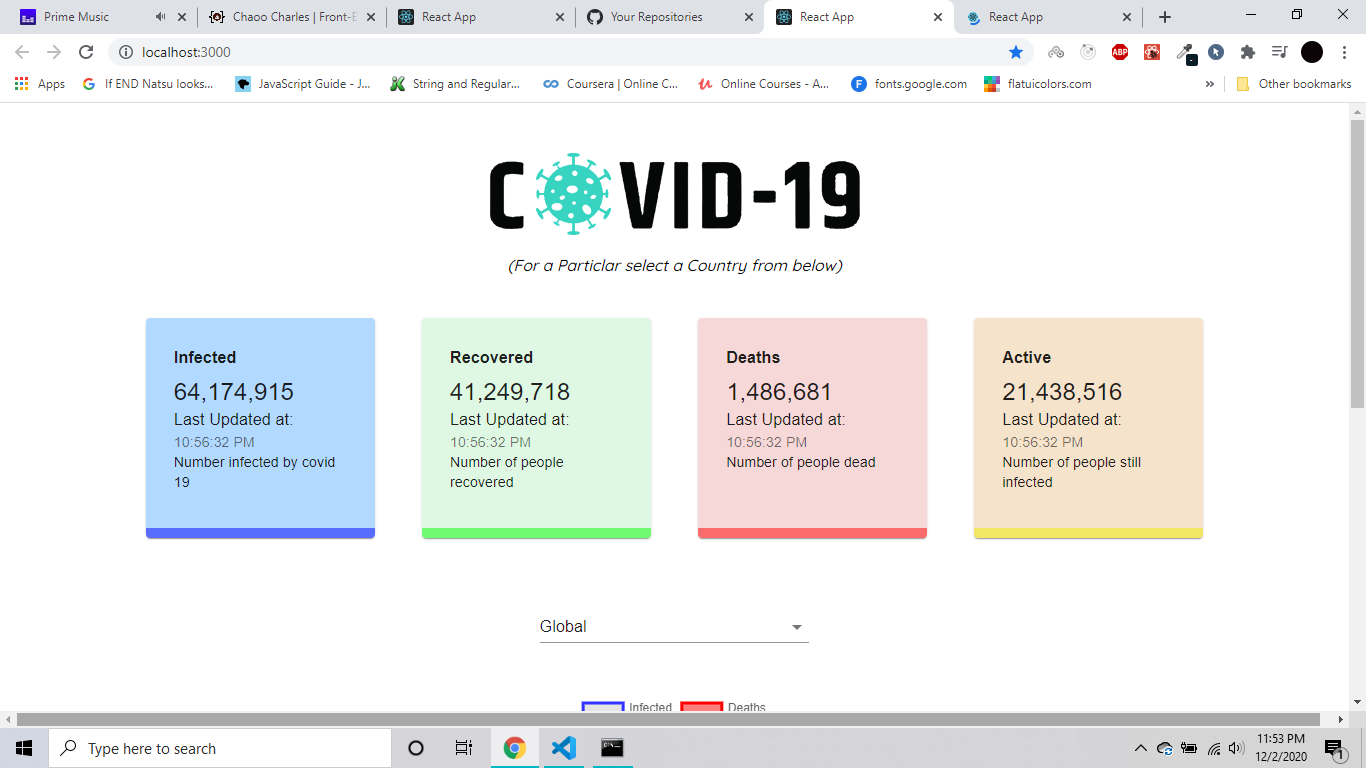 Prime Music
Chaoo Charles | Front-E
React App
Your Repositories
React App
React App
localhost:3000
ABP
Apps
If END Natsu looks...
JavaScript Guide - J...
String and Regular...
Coursera | Online C...
Online Courses - A...
fonts.google.com
flatuicolors.com
»
Other bookmarks
COVID-19
(For a Particlar select a Country from below)
Infected
64,174,915
Last Updated at:
10:56:32 PM
Number infected by covid
19
Recovered
41,249,718
Last Updated at:
10:56:32 PM
Number of people
recovered
Deaths
1,486,681
Last Updated at:
10:56:32 PM
Number of people dead
Active
21,438,516
Last Updated at:
10:56:32 PM
Number of people still
infected
Global
Infected
Deaths
Type here to search
11:53 PM
12/2/2020
1